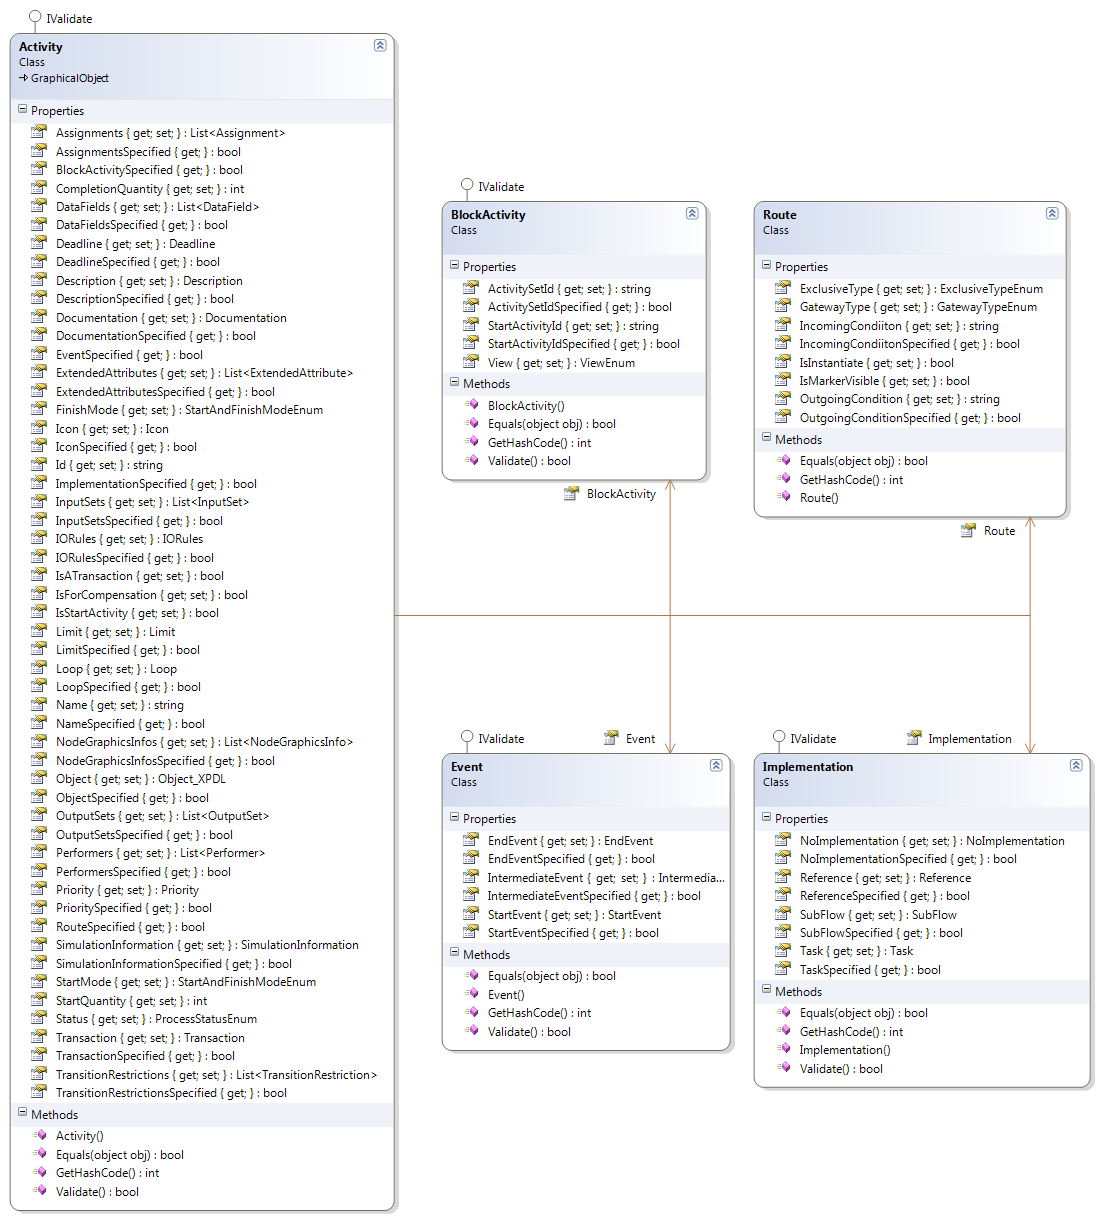 IValidate
Activity
Class
GraphicalObject
Properties
Assignments { get; set; } : List<Assignment>
AssignmentsSpecified { get; } : bool
BlockActivitySpecified { get; } : bool
CompletionQuantity { get; set; } : int
DataFields { get; set; } : List<DataField>
DataFieldsSpecified { get; } : bool
Deadline { get; set; } : Deadline
DeadlineSpecified { get; } : bool
Description { get; set; } : Description
DescriptionSpecified { get; } : bool
Documentation { get; set; } : Documentation
DocumentationSpecified { get; } : bool
EventSpecified { get; } : bool
ExtendedAttributes { get; set; } : List<ExtendedAttribute>
ExtendedAttributesSpecified { get; } : bool
FinishMode { get; set; } : StartAndFinishModeEnum
Icon { get; set; } : Icon
IconSpecified { get; } : bool
Id { get; set; } : string
ImplementationSpecified { get; } : bool
InputSets { get; set; } : List<InputSet>
InputSetsSpecified { get; } : bool
IORules { get; set; } : IORules
IORulesSpecified { get; } : bool
IsATransaction { get; set; } : bool
IsForCompensation { get; set; } : bool
IsStartActivity { get; set; } : bool
Limit { get; set; } : Limit
LimitSpecified { get; } : bool
Loop { get; set; } : Loop
LoopSpecified { get; } : bool
Name { get; set; } : string
NameSpecified { get; } : bool
NodeGraphicsInfos { get; set; } : List<NodeGraphicsInfo>
NodeGraphicsInfosSpecified { get; } : bool
Object { get; set; } : Object_XPDL
ObjectSpecified { get; } : bool
OutputSets { get; set; } : List<OutputSet>
OutputSetsSpecified { get; } : bool
Performers { get; set; } : List<Performer>
PerformersSpecified { get; } : bool
Priority { get; set; } : Priority
PrioritySpecified { get; } : bool
RouteSpecified { get; } : bool
SimulationInformation { get; set; } : SimulationInformation
SimulationInformationSpecified { get; } : bool
StartMode { get; set; } : StartAndFinishModeEnum
StartQuantity { get; set; } : int
Status { get; set; } : ProcessStatusEnum
Transaction { get; set; } : Transaction
TransactionSpecified { get; } : bool
TransitionRestrictions { get; set; } : List<TransitionRestriction>
TransitionRestrictionsSpecified { get; } : bool
Methods
Activity()
Equals(object obj) : bool
GetHashCode() : int
Validate() : bool
IValidate
BlockActivity
Class
Properties
ActivitySetId { get; set; } : string
ActivitySetIdSpecified { get; } : bool
StartActivityId { get; set; } : string
StartActivityIdSpecified { get; } : bool
View { get; set; } : ViewEnum
Methods
BlockActivity()
Equals(object obj) : bool
GetHashCode() : int
Validate() : bool
BlockActivity
Route
Class
Properties
ExclusiveType { get; set; } : ExclusiveTypeEnum
GatewayType { get; set; } : GatewayTypeEnum
IncomingCondiiton { get; set; } : string
IncomingCondiitonSpecified { get; } : bool
IsInstantiate { get; set; } : bool
IsMarkerVisible { get; set; } : bool
OutgoingCondition { get; set; } : string
OutgoingConditionSpecified { get; } : bool
Methods
Equals(object obj) : bool
GetHashCode() : int
Route()
Route
IValidate
Event
Event
Class
Properties
EndEvent { get; set; } : EndEvent
EndEventSpecified { get; } : bool
IntermediateEvent { get; set; } : Intermedia...
IntermediateEventSpecified { get; } : bool
StartEvent { get; set; } : StartEvent
StartEventSpecified { get; } : bool
Methods
Equals(object obj) : bool
Event()
GetHashCode() : int
Validate() : bool
IValidate
Implementation
Implementation
Class
Properties
NoImplementation { get; set; } : NoImplementation
NoImplementationSpecified { get; } : bool
Reference { get; set; } : Reference
ReferenceSpecified { get; } : bool
SubFlow { get; set; } : SubFlow
SubFlowSpecified { get; } : bool
Task { get; set; } : Task
TaskSpecified { get; } : bool
Methods
Equals(object obj) : bool
GetHashCode() : int
Implementation()
Validate() : bool